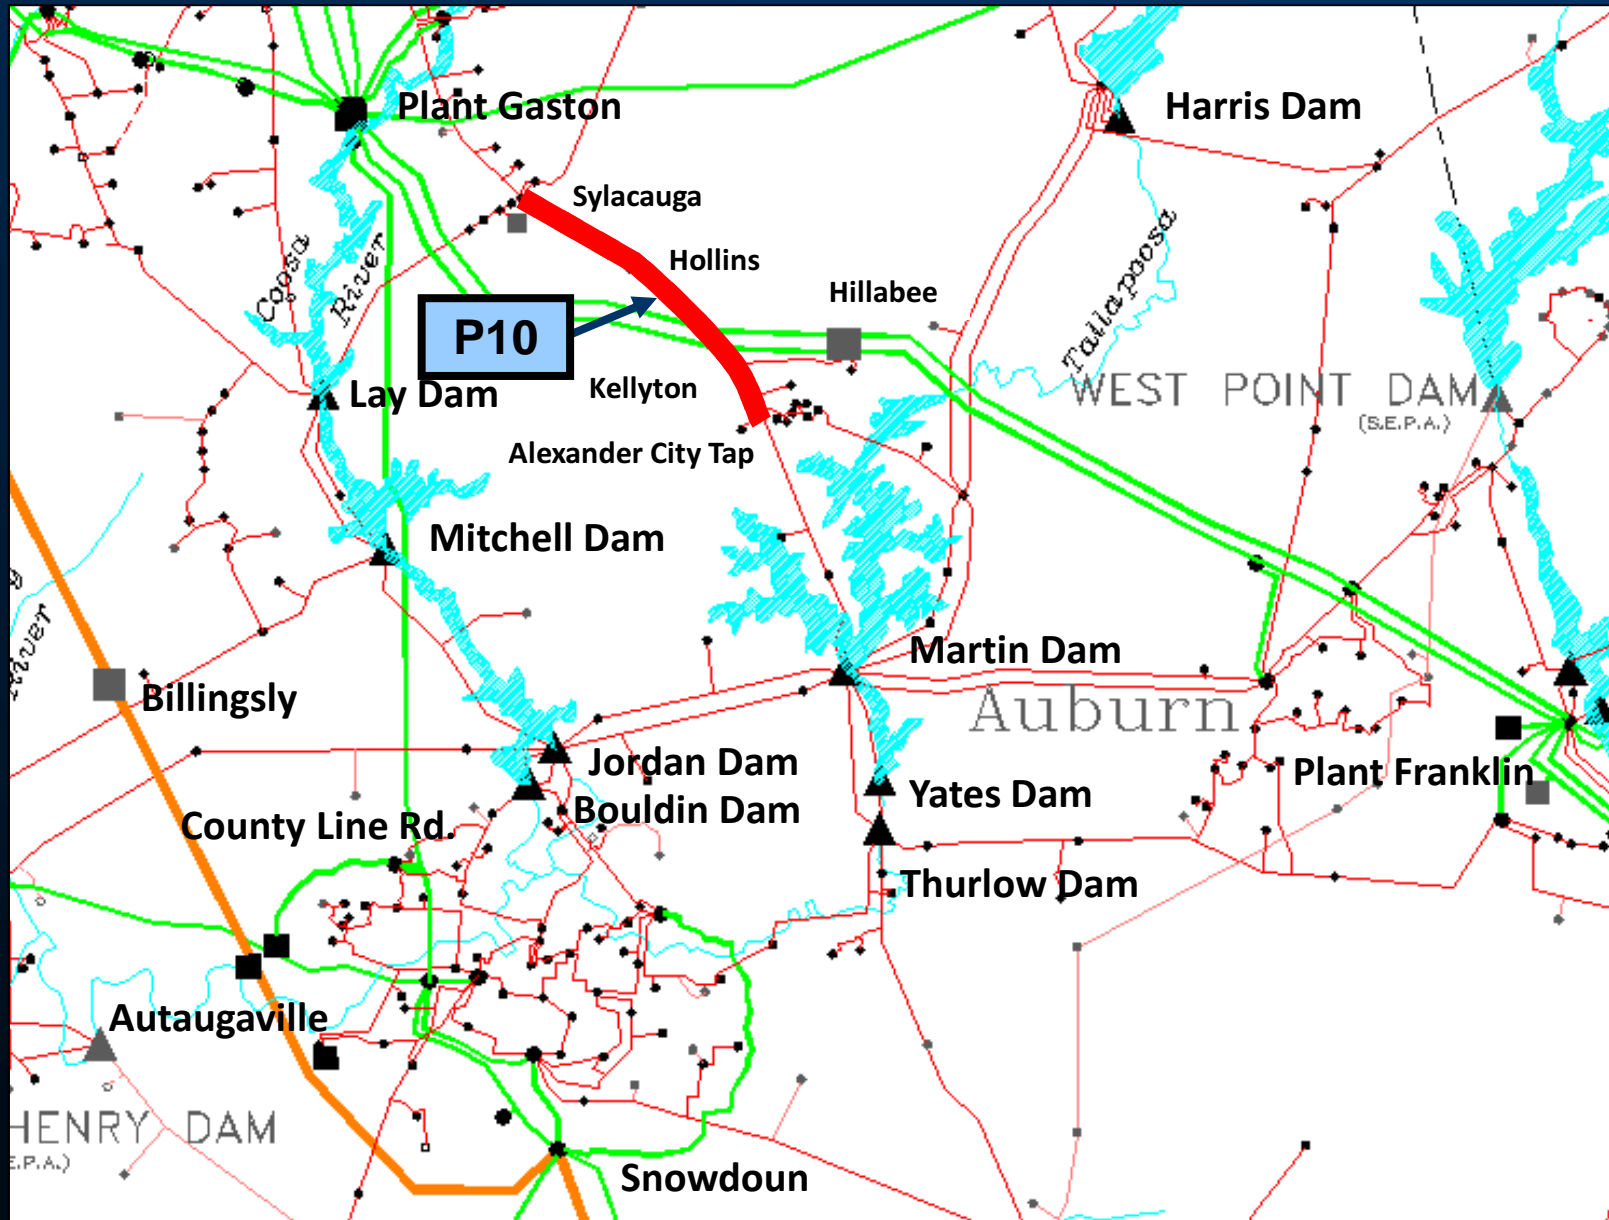 Plant Gaston
Harris Dam
Sylacauga
Coosa
River
Hollins
Tallapoosa
Hillabee
P10
Kellyton
Lay Dam
WEST POINT DAM
(S.E.P.A.)
Alexander City Tap
Mitchell Dam
River
Martin Dam
Billingsly
Auburn
Jordan Dam
Plant Franklin
Bouldin Dam
Yates Dam
County Line Rd.
Thurlow Dam
Autaugaville
HENRY DAM
E.P.A.)
Snowdoun